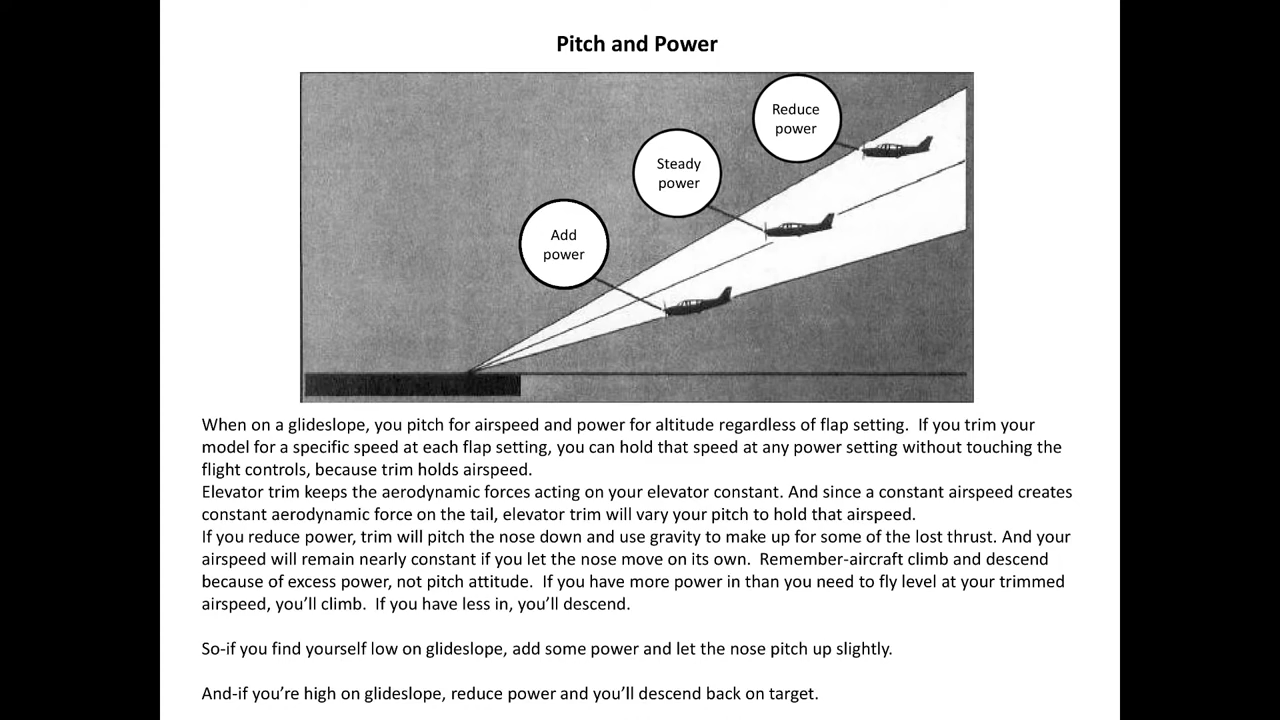 Pitch and Power
Reduce
power
Steady
power
Add
power
When on a glideslope, you pitch for airspeed and power for altitude regardless of flap setting.  If you trim your
model for a specific speed at each flap setting, you can hold that speed at any power setting without touching the
flight controls, because trim holds airspeed.
Elevator trim keeps the aerodynamic forces acting on your elevator constant. And since a constant airspeed creates
constant aerodynamic force on the tail, elevator trim will vary your pitch to hold that airspeed.
If you reduce power, trim will pitch the nose down and use gravity to make up for some of the lost thrust. And your
airspeed will remain nearly constant if you let the nose move on its own.  Remember-aircraft climb and descend
because of excess power, not pitch attitude.  If you have more power in than you need to fly level at your trimmed
airspeed, you’ll climb.  If you have less in, you’ll descend.
So-if you find yourself low on glideslope, add some power and let the nose pitch up slightly.
And-if you’re high on glideslope, reduce power and you’ll descend back on target.